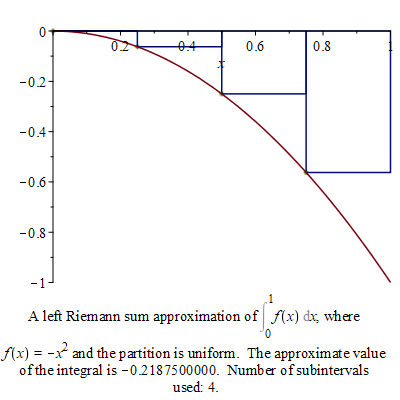 0
0.2 0.4 0.6 0.8 1
x
−0.2
−0.4
−0.6
−0.8
−1
A left Riemann sum approximation of ∫₀¹ f(x) dx, where
f(x) = −x² and the partition is uniform. The approximate value
of the integral is −0.2187500000. Number of subintervals
used: 4.